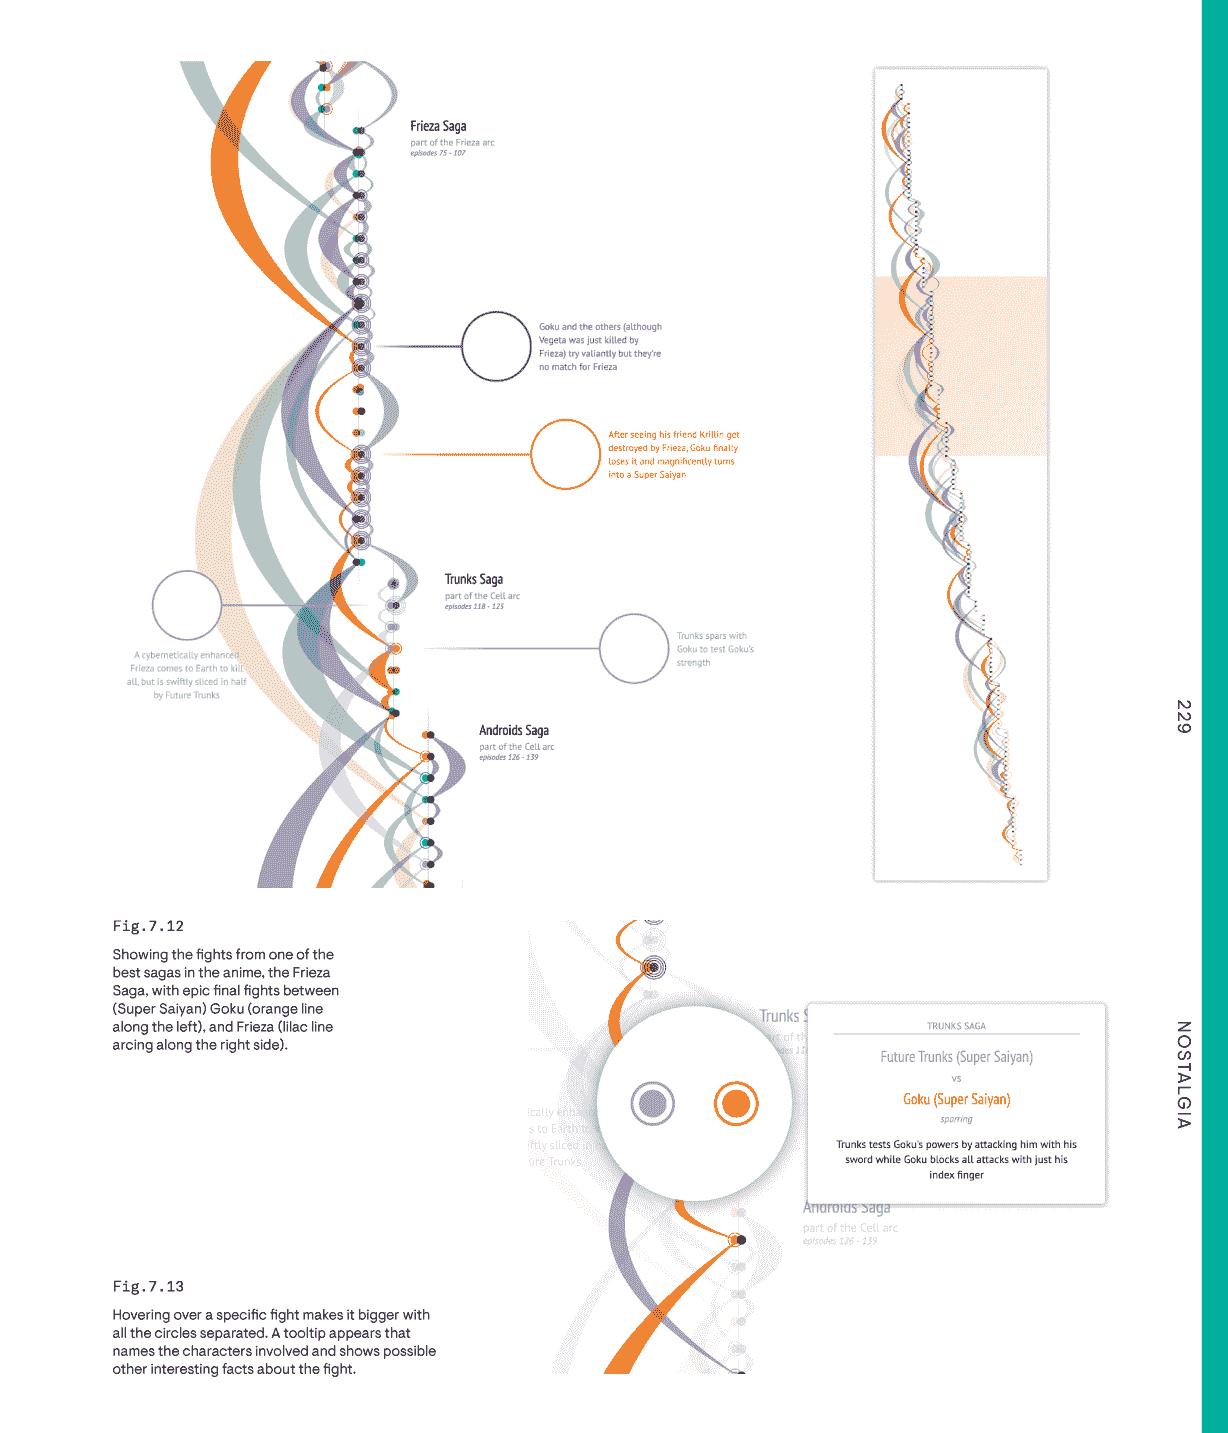 Frieza Saga
part of the Frieza arc
episodes 75 - 107
Goku and the others (although
Vegeta was just killed by
Frieza) try valiantly but they're
no match for Frieza
After seeing his friend Krillin get
destroyed by Frieza, Goku finally
loses it and magnificently turns
into a Super Saiyan
Trunks Saga
part of the Cell arc
episodes 118 - 125
A cybernetically enhanced
Frieza comes to Earth to kill
all, but is swiftly sliced in half
by Future Trunks
Trunks spars with
Goku to test Goku's
strength
Androids Saga
part of the Cell arc
episodes 126 - 139
229
NOSTALGIA
Fig.7.12
Showing the fights from one of the
best sagas in the anime, the Frieza
Saga, with epic final fights between
(Super Saiyan) Goku (orange line
along the left), and Frieza (lilac line
arcing along the right side).
Trunks S
TRUNKS SAGA
Future Trunks (Super Saiyan)
vs
Goku (Super Saiyan)
sparring
Trunks tests Goku's powers by attacking him with his
sword while Goku blocks all attacks with just his
index finger
ically enhan
s to Earth t
iftly sliced in
ure Trunks
Androids Saga
part of the Cell arc
episodes 126 - 139
Fig.7.13
Hovering over a specific fight makes it bigger with
all the circles separated. A tooltip appears that
names the characters involved and shows possible
other interesting facts about the fight.